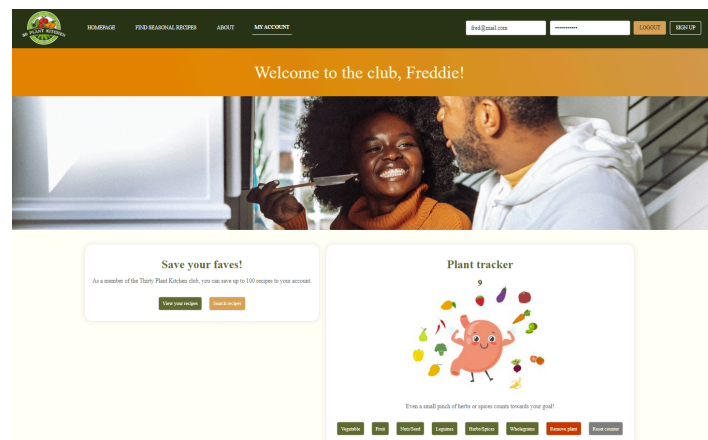 30 PLANT KITCHEN
HOMEPAGE FIND SEASONAL RECIPES ABOUT MY ACCOUNT fred@mail.com LOGOUT SIGN UP
Welcome to the club, Freddie!
Save your faves!
As a member of the Thirty Plant Kitchen club, you can save up to 100 recipes to your account.
View your recipes Search recipes
Plant tracker
9
Even a small pinch of herbs or spices counts towards your goal!
Vegetable Fruit Nuts/Seed Legumes Herbs/Spices Wholegrains Remove plant Reset counter